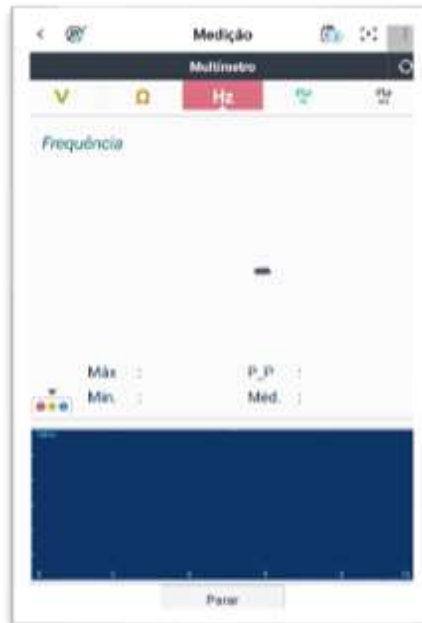 Medição
Multímetro
V Ω Hz
Frequência
-
Máx : P_P :
Mín. : Méd. :
Parar